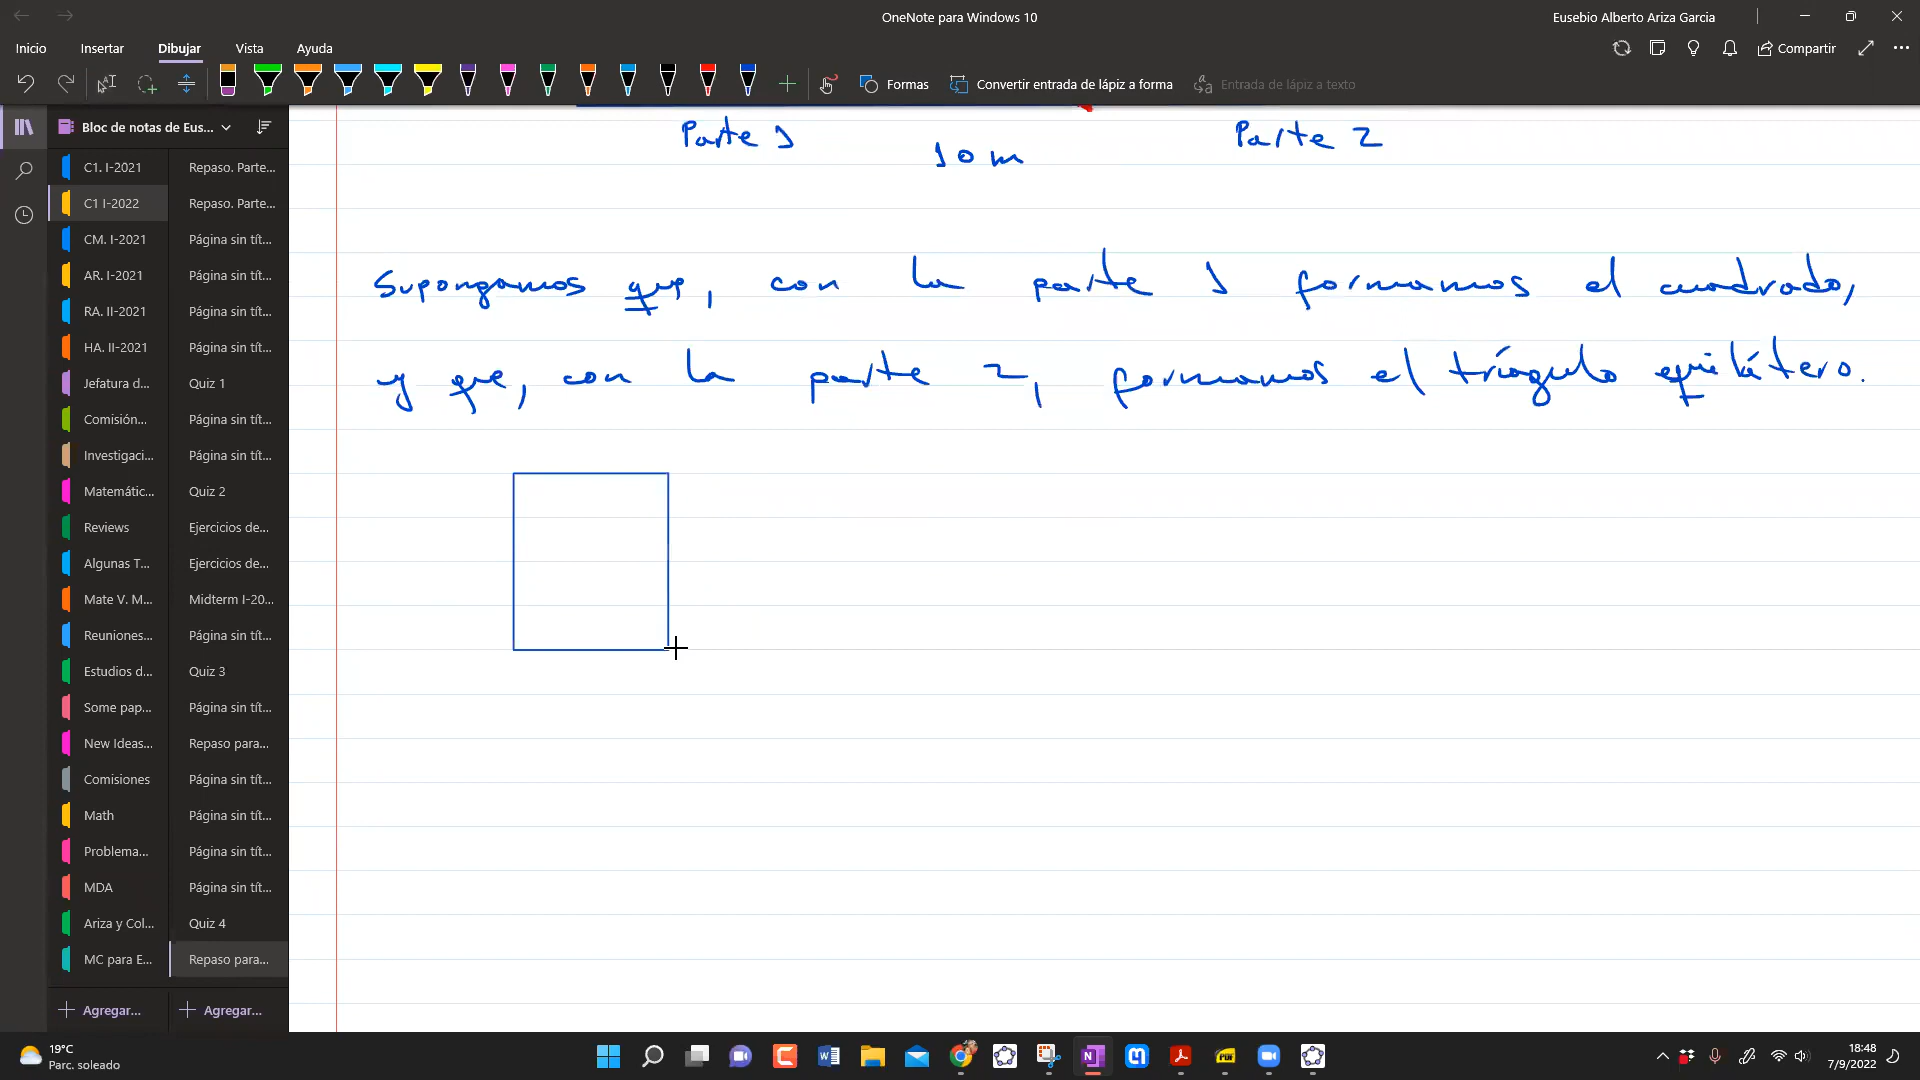 OneNote para Windows 10
Eusebio Alberto Ariza Garcia
Inicio
Insertar
Dibujar
Vista
Ayuda
Compartir
Formas
Convertir entrada de lápiz a forma
Entrada de lápiz a texto
Bloc de notas de Eus...
C1. I-2021
C1 I-2022
CM. I-2021
AR. I-2021
RA. II-2021
HA. II-2021
Jefatura d...
Comisión...
Investigaci...
Matemátic...
Reviews
Algunas T...
Mate V. M...
Reuniones...
Estudios d...
Some pap...
New Ideas...
Comisiones
Math
Problema...
MDA
Ariza y Col...
MC para E...
Agregar...
Repaso. Parte...
Repaso. Parte...
Página sin tít...
Página sin tít...
Página sin tít...
Página sin tít...
Quiz 1
Página sin tít...
Página sin tít...
Quiz 2
Ejercicios de...
Ejercicios de...
Midterm I-20...
Página sin tít...
Quiz 3
Página sin tít...
Repaso para...
Página sin tít...
Página sin tít...
Página sin tít...
Página sin tít...
Quiz 4
Repaso para...
Agregar...
Parte 1
10 m
Parte 2
Supongamos que, con la parte 1 formamos el cuadrado,
y que, con la parte 2, formamos el tríagulo equilátero.
19°C
Parc. soleado
18:48
7/9/2022